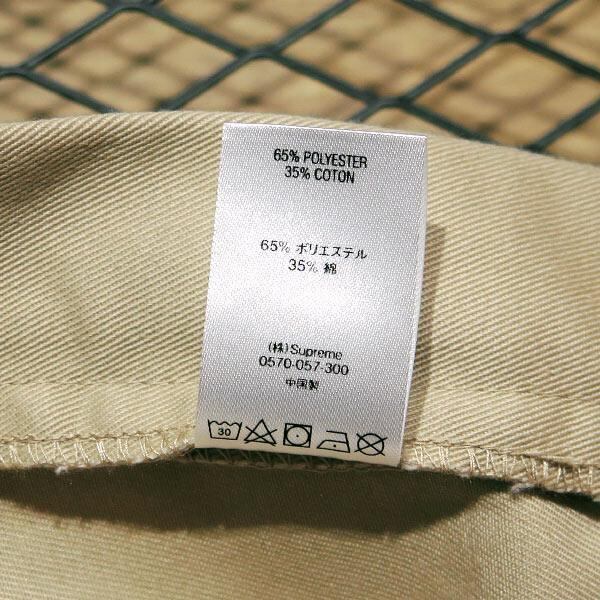 65% POLYESTER
35% COTON
65% ポリエステル
35% 綿
(株)Supreme
0570-057-300
中国製
30